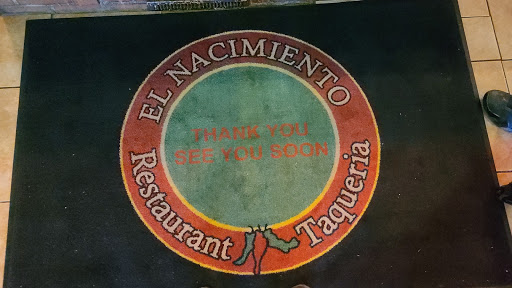 EL NACIMIENTO
THANK YOU
SEE YOU SOON
Restaurant Taqueria